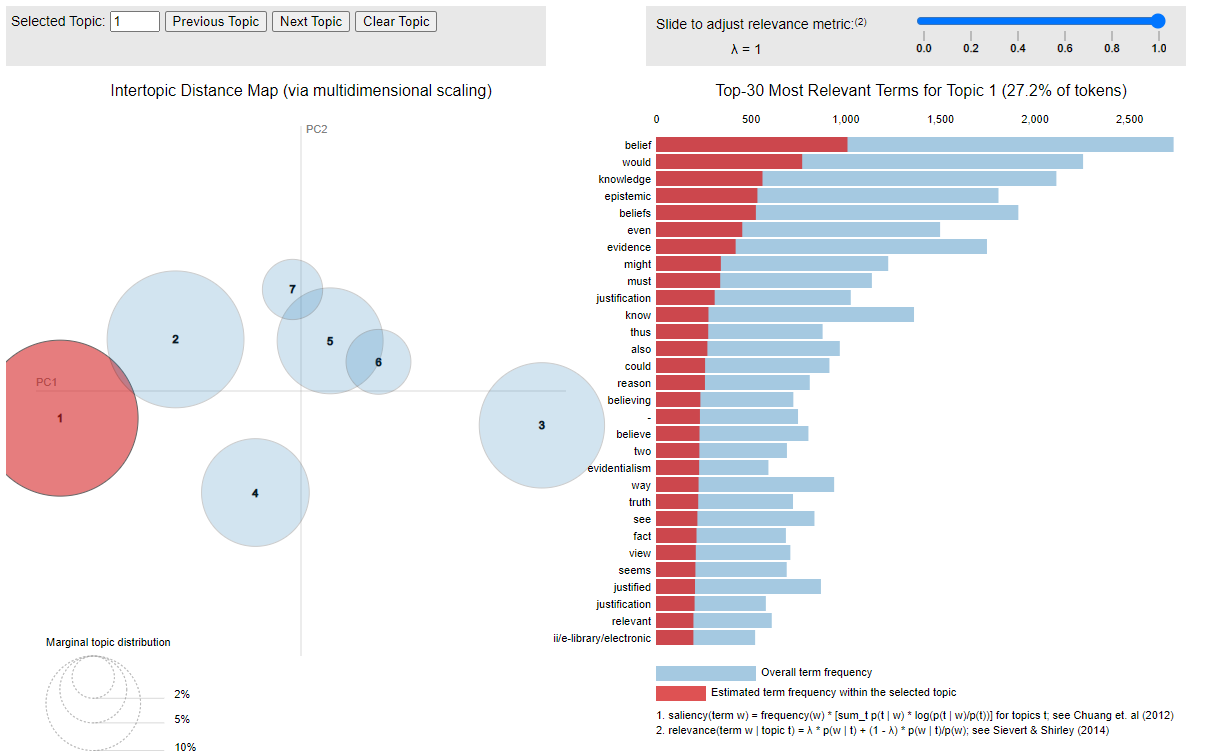 Selected Topic: 1 Previous Topic Next Topic Clear Topic
Slide to adjust relevance metric:(2)
λ = 1
0.0 0.2 0.4 0.6 0.8 1.0
Intertopic Distance Map (via multidimensional scaling)
PC2
PC1
1
2
3
4
5
6
7
Marginal topic distribution
2%
5%
10%
Top-30 Most Relevant Terms for Topic 1 (27.2% of tokens)
0 500 1,000 1,500 2,000 2,500
belief
would
knowledge
epistemic
beliefs
even
evidence
might
must
justification
know
thus
also
could
reason
believing
-
believe
two
evidentialism
way
truth
see
fact
view
seems
justified
justification
relevant
ii/e-library/electronic
Overall term frequency
Estimated term frequency within the selected topic
1. saliency(term w) = frequency(w) * [sum_t p(t | w) * log(p(t | w)/p(t))] for topics t; see Chuang et. al (2012)
2. relevance(term w | topic t) = λ * p(w | t) + (1 - λ) * p(w | t)/p(w); see Sievert & Shirley (2014)